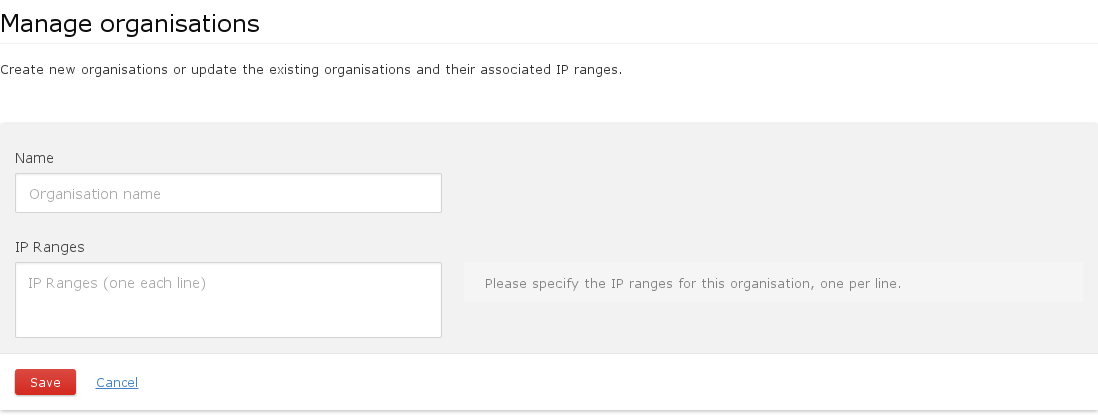 Manage organisations
Create new organisations or update the existing organisations and their associated IP ranges.
Name
Organisation name
IP Ranges
IP Ranges (one each line)
Please specify the IP ranges for this organisation, one per line.
Save Cancel